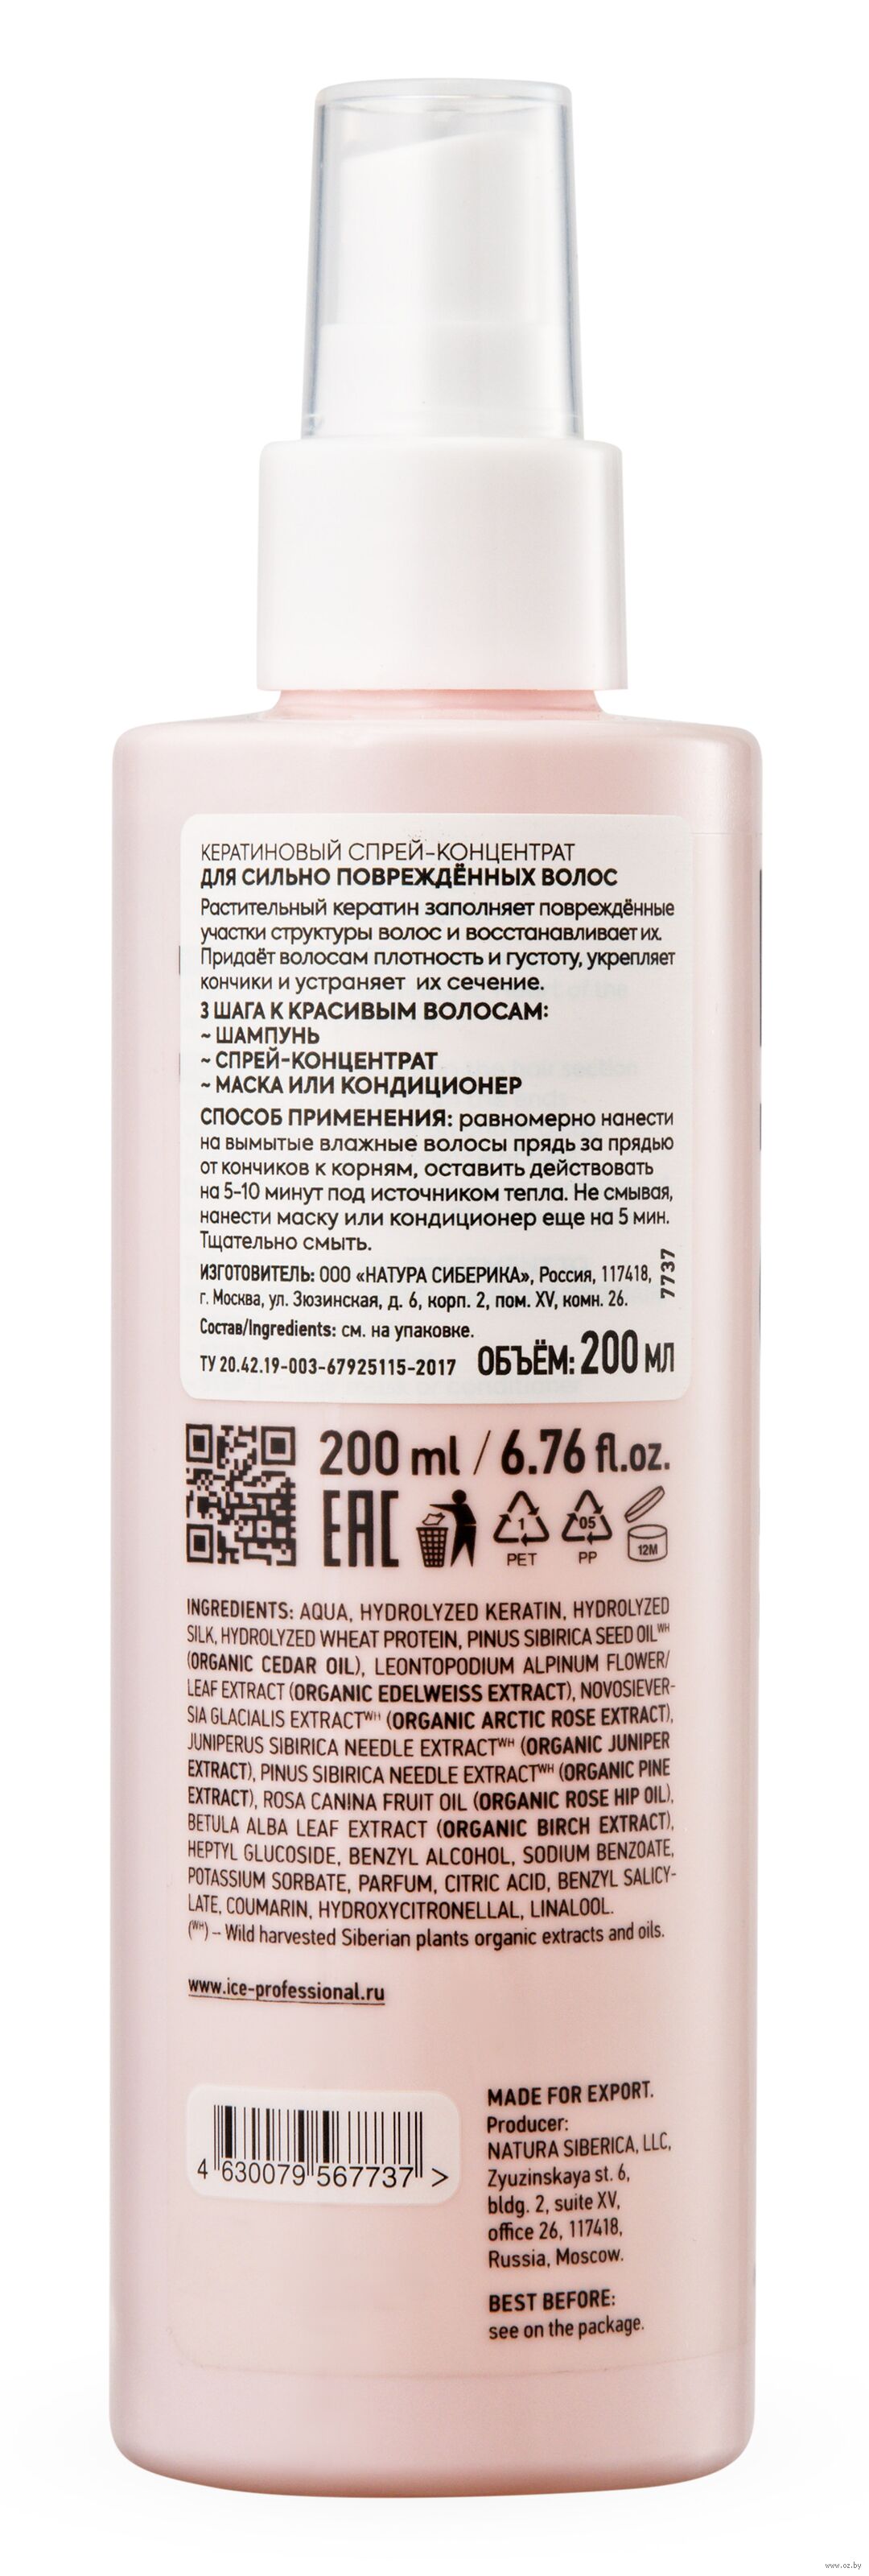 КЕРАТИНОВЫЙ СПРЕЙ-КОНЦЕНТРАТ
ДЛЯ СИЛЬНО ПОВРЕЖДЁННЫХ ВОЛОС
Растительный кератин заполняет повреждённые
участки структуры волос и восстанавливает их.
Придаёт волосам плотность и густоту, укрепляет
кончики и устраняет их сечение.
3 ШАГА К КРАСИВЫМ ВОЛОСАМ:
~ ШАМПУНЬ
~ СПРЕЙ-КОНЦЕНТРАТ
~ МАСКА ИЛИ КОНДИЦИОНЕР
СПОСОБ ПРИМЕНЕНИЯ: равномерно нанести
на вымытые влажные волосы прядь за прядью
от кончиков к корням, оставить действовать
на 5-10 минут под источником тепла. Не смывая,
нанести маску или кондиционер еще на 5 мин.
Тщательно смыть.
ИЗГОТОВИТЕЛЬ: ООО «НАТУРА СИБЕРИКА», Россия, 117418,
г. Москва, ул. Зюзинская, д. 6, корп. 2, пом. XV, комн. 26.
7737
Состав/Ingredients: см. на упаковке.
ТУ 20.42.19-003-67925115-2017 ОБЪЁМ: 200 мл
200 ml / 6.76 fl.oz.
EAC 1 PET 05 PP 12M
INGREDIENTS: AQUA, HYDROLYZED KERATIN, HYDROLYZED
SILK, HYDROLYZED WHEAT PROTEIN, PINUS SIBIRICA SEED OIL ᵂᴴ
(ORGANIC CEDAR OIL), LEONTOPODIUM ALPINUM FLOWER/
LEAF EXTRACT (ORGANIC EDELWEISS EXTRACT), NOVOSIEVER-
SIA GLACIALIS EXTRACTᵂᴴ (ORGANIC ARCTIC ROSE EXTRACT),
JUNIPERUS SIBIRICA NEEDLE EXTRACTᵂᴴ (ORGANIC JUNIPER
EXTRACT), PINUS SIBIRICA NEEDLE EXTRACTᵂᴴ (ORGANIC PINE
EXTRACT), ROSA CANINA FRUIT OIL (ORGANIC ROSE HIP OIL),
BETULA ALBA LEAF EXTRACT (ORGANIC BIRCH EXTRACT),
HEPTYL GLUCOSIDE, BENZYL ALCOHOL, SODIUM BENZOATE,
POTASSIUM SORBATE, PARFUM, CITRIC ACID, BENZYL SALICY-
LATE, COUMARIN, HYDROXYCITRONELLAL, LINALOOL.
(ᵂᴴ) – Wild harvested Siberian plants organic extracts and oils.
www.ice-professional.ru
4 630079 567737 >
MADE FOR EXPORT.
Producer:
NATURA SIBERICA, LLC,
Zyuzinskaya st. 6,
bldg. 2, suite XV,
office 26, 117418,
Russia, Moscow.
BEST BEFORE:
see on the package.
www.oz.by